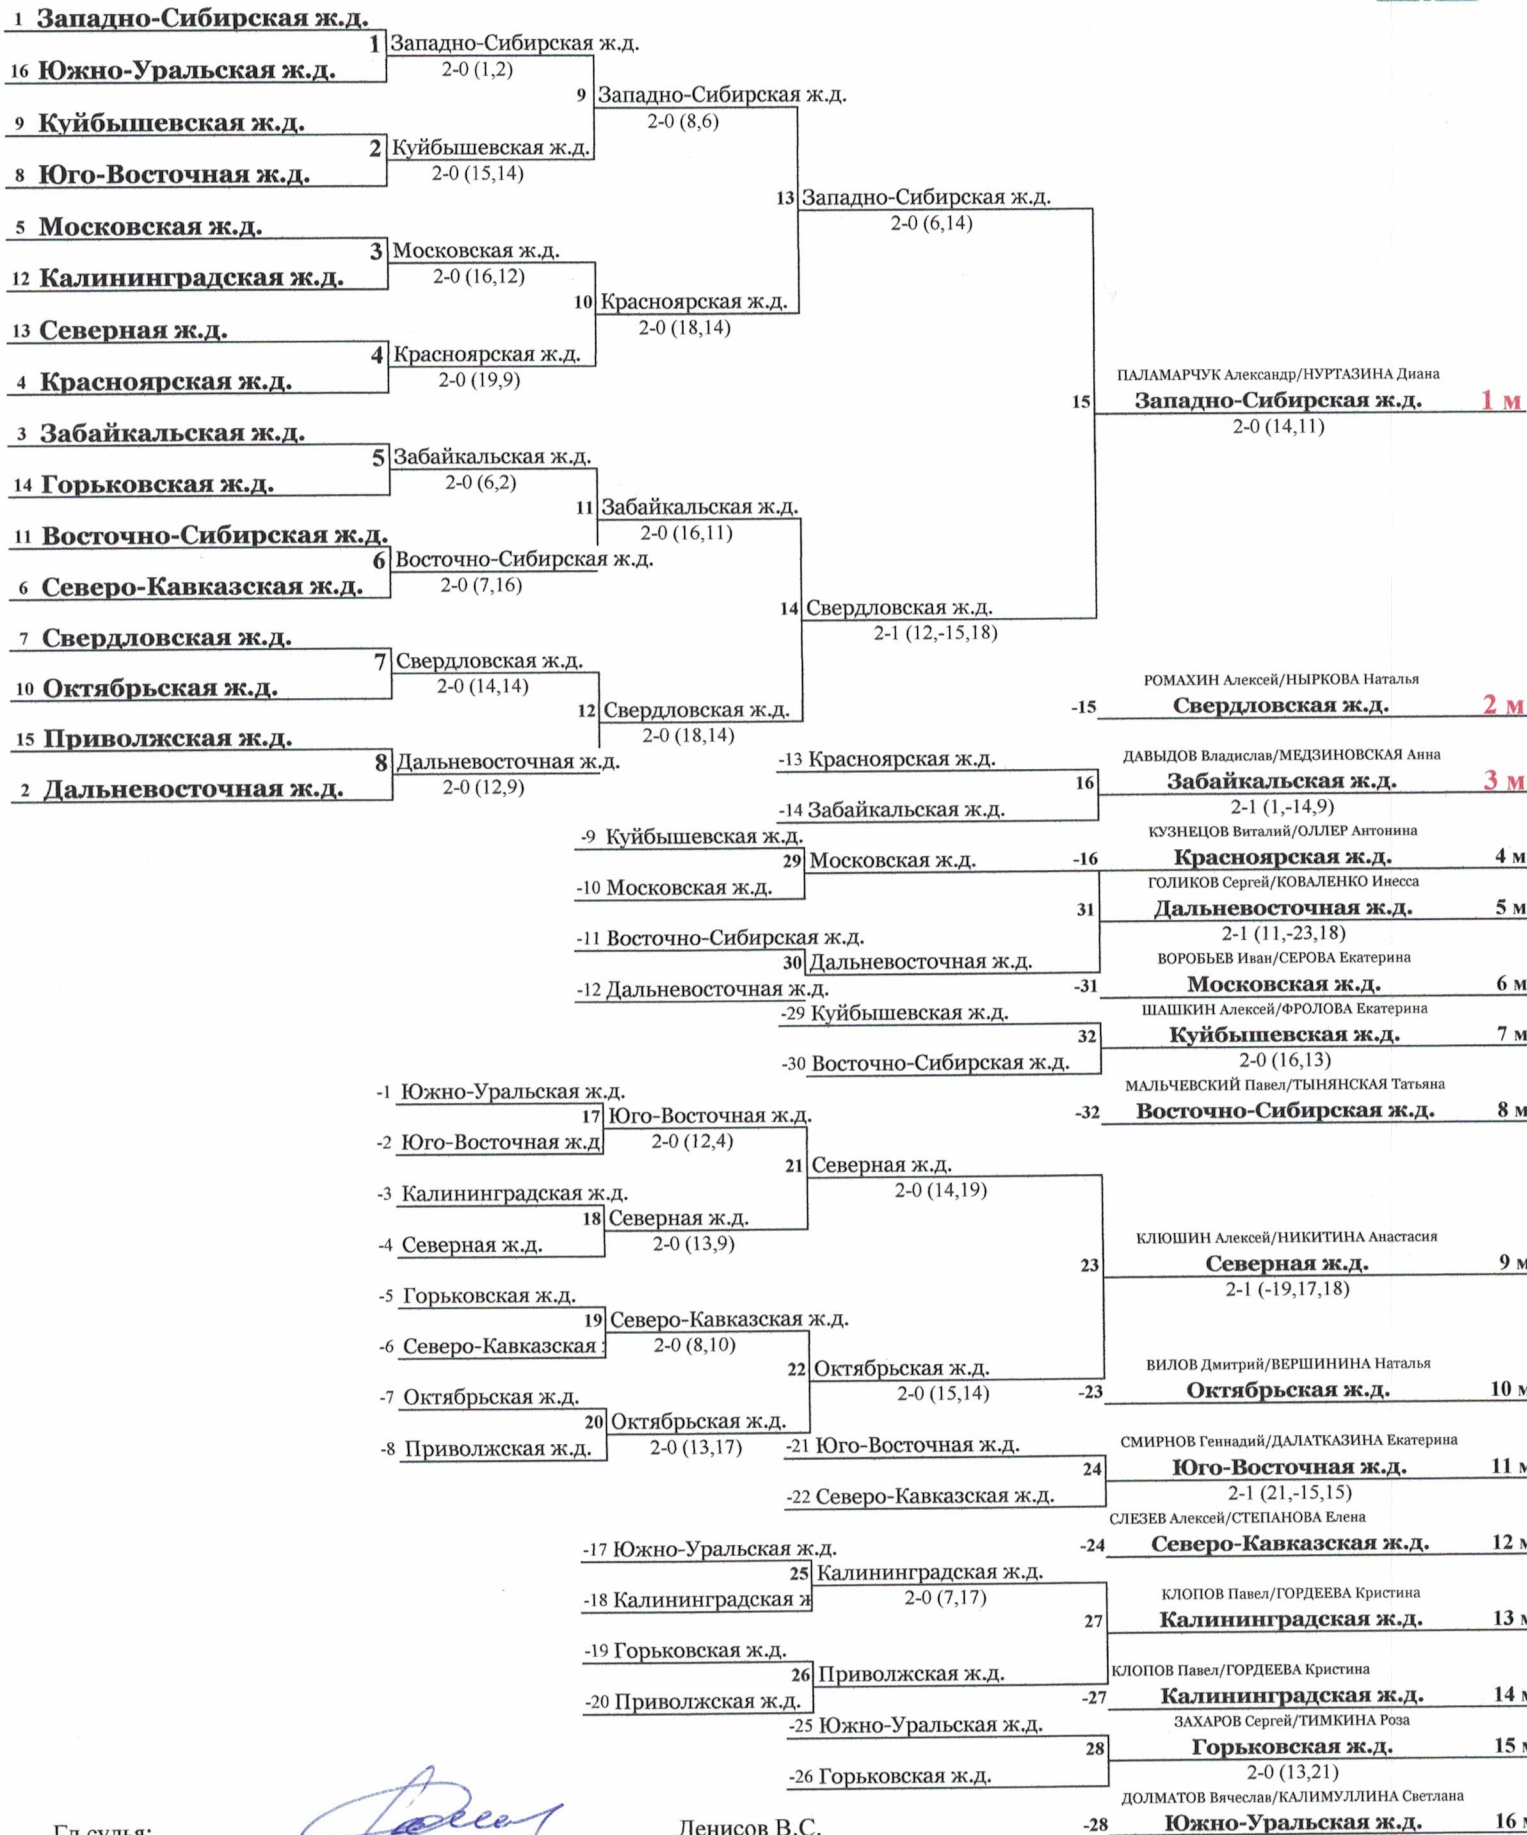 1 Западно-Сибирская ж.д.
1 Западно-Сибирская ж.д.
16 Южно-Уральская ж.д.
2-0 (1,2)
9 Западно-Сибирская ж.д.
9 Куйбышевская ж.д.
2-0 (8,6)
2 Куйбышевская ж.д.
8 Юго-Восточная ж.д.
2-0 (15,14)
13 Западно-Сибирская ж.д.
5 Московская ж.д.
2-0 (6,14)
3 Московская ж.д.
12 Калининградская ж.д.
2-0 (16,12)
10 Красноярская ж.д.
13 Северная ж.д.
2-0 (18,14)
4 Красноярская ж.д.
4 Красноярская ж.д.
2-0 (19,9)
ПАЛАМАРЧУК Александр/НУРТАЗИНА Диана
15 Западно-Сибирская ж.д. 1 м
2-0 (14,11)
3 Забайкальская ж.д.
5 Забайкальская ж.д.
14 Горьковская ж.д.
2-0 (6,2)
11 Забайкальская ж.д.
11 Восточно-Сибирская ж.д.
2-0 (16,11)
6 Восточно-Сибирская ж.д.
6 Северо-Кавказская ж.д.
2-0 (7,16)
14 Свердловская ж.д.
7 Свердловская ж.д.
2-1 (12,-15,18)
7 Свердловская ж.д.
10 Октябрьская ж.д.
2-0 (14,14)
РОМАХИН Алексей/НЫРКОВА Наталья
-15 Свердловская ж.д. 2 м
12 Свердловская ж.д.
15 Приволжская ж.д.
2-0 (18,14)
8 Дальневосточная ж.д.
2 Дальневосточная ж.д.
2-0 (12,9)
-13 Красноярская ж.д.
ДАВЫДОВ Владислав/МЕДЗИНОВСКАЯ Анна
16 Забайкальская ж.д. 3 м
-14 Забайкальская ж.д.
2-1 (1,-14,9)
-9 Куйбышевская ж.д.
КУЗНЕЦОВ Виталий/ОЛЛЕР Антонина
29 Московская ж.д.
-16 Красноярская ж.д. 4 м
-10 Московская ж.д.
ГОЛИКОВ Сергей/КОВАЛЕНКО Инесса
31 Дальневосточная ж.д. 5 м
-11 Восточно-Сибирская ж.д.
2-1 (11,-23,18)
30 Дальневосточная ж.д.
ВОРОБЬЕВ Иван/СЕРОВА Екатерина
-12 Дальневосточная ж.д.
-31 Московская ж.д. 6 м
-29 Куйбышевская ж.д.
ШАШКИН Алексей/ФРОЛОВА Екатерина
32 Куйбышевская ж.д. 7 м
-30 Восточно-Сибирская ж.д.
2-0 (16,13)
МАЛЬЧЕВСКИЙ Павел/ТЫНЯНСКАЯ Татьяна
-32 Восточно-Сибирская ж.д. 8 м
-1 Южно-Уральская ж.д.
17 Юго-Восточная ж.д.
-2 Юго-Восточная ж.д
2-0 (12,4)
21 Северная ж.д.
-3 Калининградская ж.д.
2-0 (14,19)
18 Северная ж.д.
-4 Северная ж.д.
2-0 (13,9)
КЛЮШИН Алексей/НИКИТИНА Анастасия
23 Северная ж.д. 9 м
2-1 (-19,17,18)
-5 Горьковская ж.д.
19 Северо-Кавказская ж.д.
-6 Северо-Кавказская
2-0 (8,10)
22 Октябрьская ж.д.
2-0 (15,14)
ВИЛОВ Дмитрий/ВЕРШИНИНА Наталья
-23 Октябрьская ж.д. 10 м
-7 Октябрьская ж.д.
20 Октябрьская ж.д.
-8 Приволжская ж.д.
2-0 (13,17)
-21 Юго-Восточная ж.д.
СМИРНОВ Геннадий/ДАЛАТКАЗИНА Екатерина
24 Юго-Восточная ж.д. 11 м
-22 Северо-Кавказская ж.д.
2-1 (21,-15,15)
СЛЕЗЕВ Алексей/СТЕПАНОВА Елена
-24 Северо-Кавказская ж.д. 12 м
-17 Южно-Уральская ж.д.
25 Калининградская ж.д.
-18 Калининградская ж
2-0 (7,17)
КЛОПОВ Павел/ГОРДЕЕВА Кристина
27 Калининградская ж.д. 13 м
-19 Горьковская ж.д.
26 Приволжская ж.д.
-20 Приволжская ж.д.
КЛОПОВ Павел/ГОРДЕЕВА Кристина
-27 Калининградская ж.д. 14 м
-25 Южно-Уральская ж.д.
ЗАХАРОВ Сергей/ТИМКИНА Роза
28 Горьковская ж.д. 15 м
-26 Горьковская ж.д.
2-0 (13,21)
ДОЛМАТОВ Вячеслав/КАЛИМУЛЛИНА Светлана
-28 Южно-Уральская ж.д. 16 м
Гл.судья:
Денисов В.С.